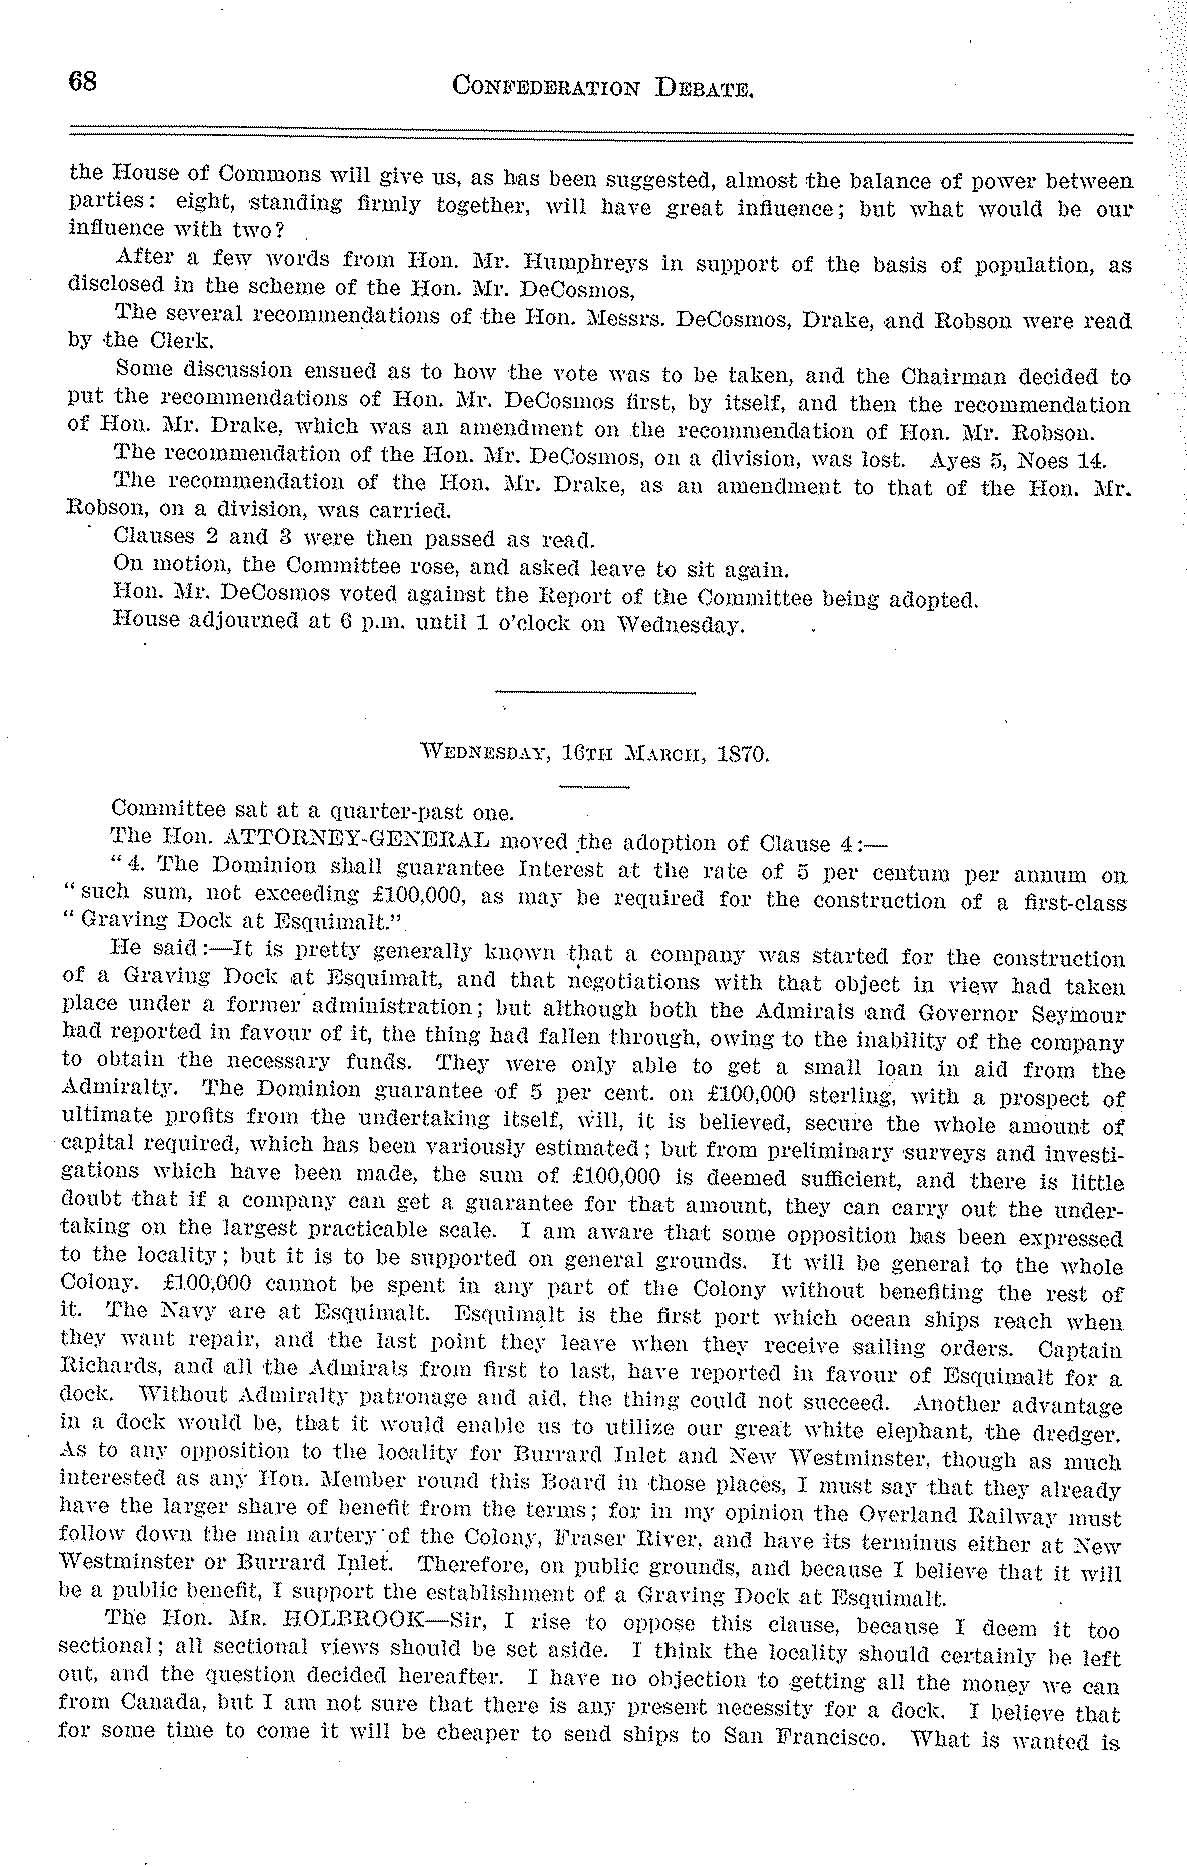 68
CONFEDERATION DEBATE.
the House of Commons will give us, as has been suggested, almost the balance of power between
parties: eight, standing firmly together, will have great influence; but what would be our
influence with two?
After a few words from Hon. Mr. Humphreys in support of the basis of population, as
disclosed in the scheme of the Hon. Mr. DeCosmos,
The several recommendations of the Hon. Messrs. DeCosmos, Drake, and Robson were read
by the Clerk.
Some discussion ensued as to how the vote was to be taken, and the Chairman decided to
put the recommendations of Hon. Mr. DeCosmos first, by itself, and then the recommendation
of Hon. Mr. Drake, which was an amendment on the recommendation of Hon. Mr. Robson.
The recommendation of the Hon. Mr. DeCosmos, on a division, was lost. Ayes 5, Noes 14.
The recommendation of the Hon. Mr. Drake, as an amendment to that of the Hon. Mr.
Robson, on a division, was carried.
Clauses 2 and 3 were then passed as read.
On motion, the Committee rose, and asked leave to sit again.
Hon. Mr. DeCosmos voted against the Report of the Committee being adopted.
House adjourned at 6 p.m. until 1 o'clock on Wednesday.
WEDNESDAY, 16TH MARCH, 1870.
Committee sat at a quarter-past one.
The Hon. ATTORNEY-GENERAL moved the adoption of Clause 4:—
"4. The Dominion shall guarantee Interest at the rate of 5 per centum per annum on
"such sum, not exceeding £100,000, as may be required for the construction of a first-class
"Graving Dock at Esquimalt."
He said:—It is pretty generally known that a company was started for the construction
of a Graving Dock at Esquimalt, and that negotiations with that object in view had taken
place under a former administration; but although both the Admirals and Governor Seymour
had reported in favour of it, the thing had fallen through, owing to the inability of the company
to obtain the necessary funds. They were only able to get a small loan in aid from the
Admiralty. The Dominion guarantee of 5 per cent. on £100,000 sterling, with a prospect of
ultimate profits from the undertaking itself, will, it is believed, secure the whole amount of
capital required, which has been variously estimated; but from preliminary surveys and investi-
gations which have been made, the sum of £100,000 is deemed sufficient, and there is little
doubt that if a company can get a guarantee for that amount, they can carry out the under-
taking on the largest practicable scale. I am aware that some opposition has been expressed
to the locality; but it is to be supported on general grounds. It will be general to the whole
Colony. £100,000 cannot be spent in any part of the Colony without benefiting the rest of
it. The Navy are at Esquimalt. Esquimalt is the first port which ocean ships reach when
they want repair, and the last point they leave when they receive sailing orders. Captain
Richards, and all the Admirals from first to last, have reported in favour of Esquimalt for a
dock. Without Admiralty patronage and aid, the thing could not succeed. Another advantage
in a dock would be, that it would enable us to utilize our great white elephant, the dredger.
As to any opposition to the locality for Burrard Inlet and New Westminster, though as much
interested as any Hon. Member round this Board in those places, I must say that they already
have the larger share of benefit from the terms; for in my opinion the Overland Railway must
follow down the main artery of the Colony, Fraser River, and have its terminus either at New
Westminster or Burrard Inlet. Therefore, on public grounds, and because I believe that it will
be a public benefit, I support the establishment of a Graving Dock at Esquimalt.
The Hon. MR. HOLBROOK—Sir, I rise to oppose this clause, because I deem it too
sectional; all sectional views should be set aside. I think the locality should certainly be left
out, and the question decided hereafter. I have no objection to getting all the money we can
from Canada, but I am not sure that there is any present necessity for a dock. I believe that
for some time to come it will be cheaper to send ships to San Francisco. What is wanted is